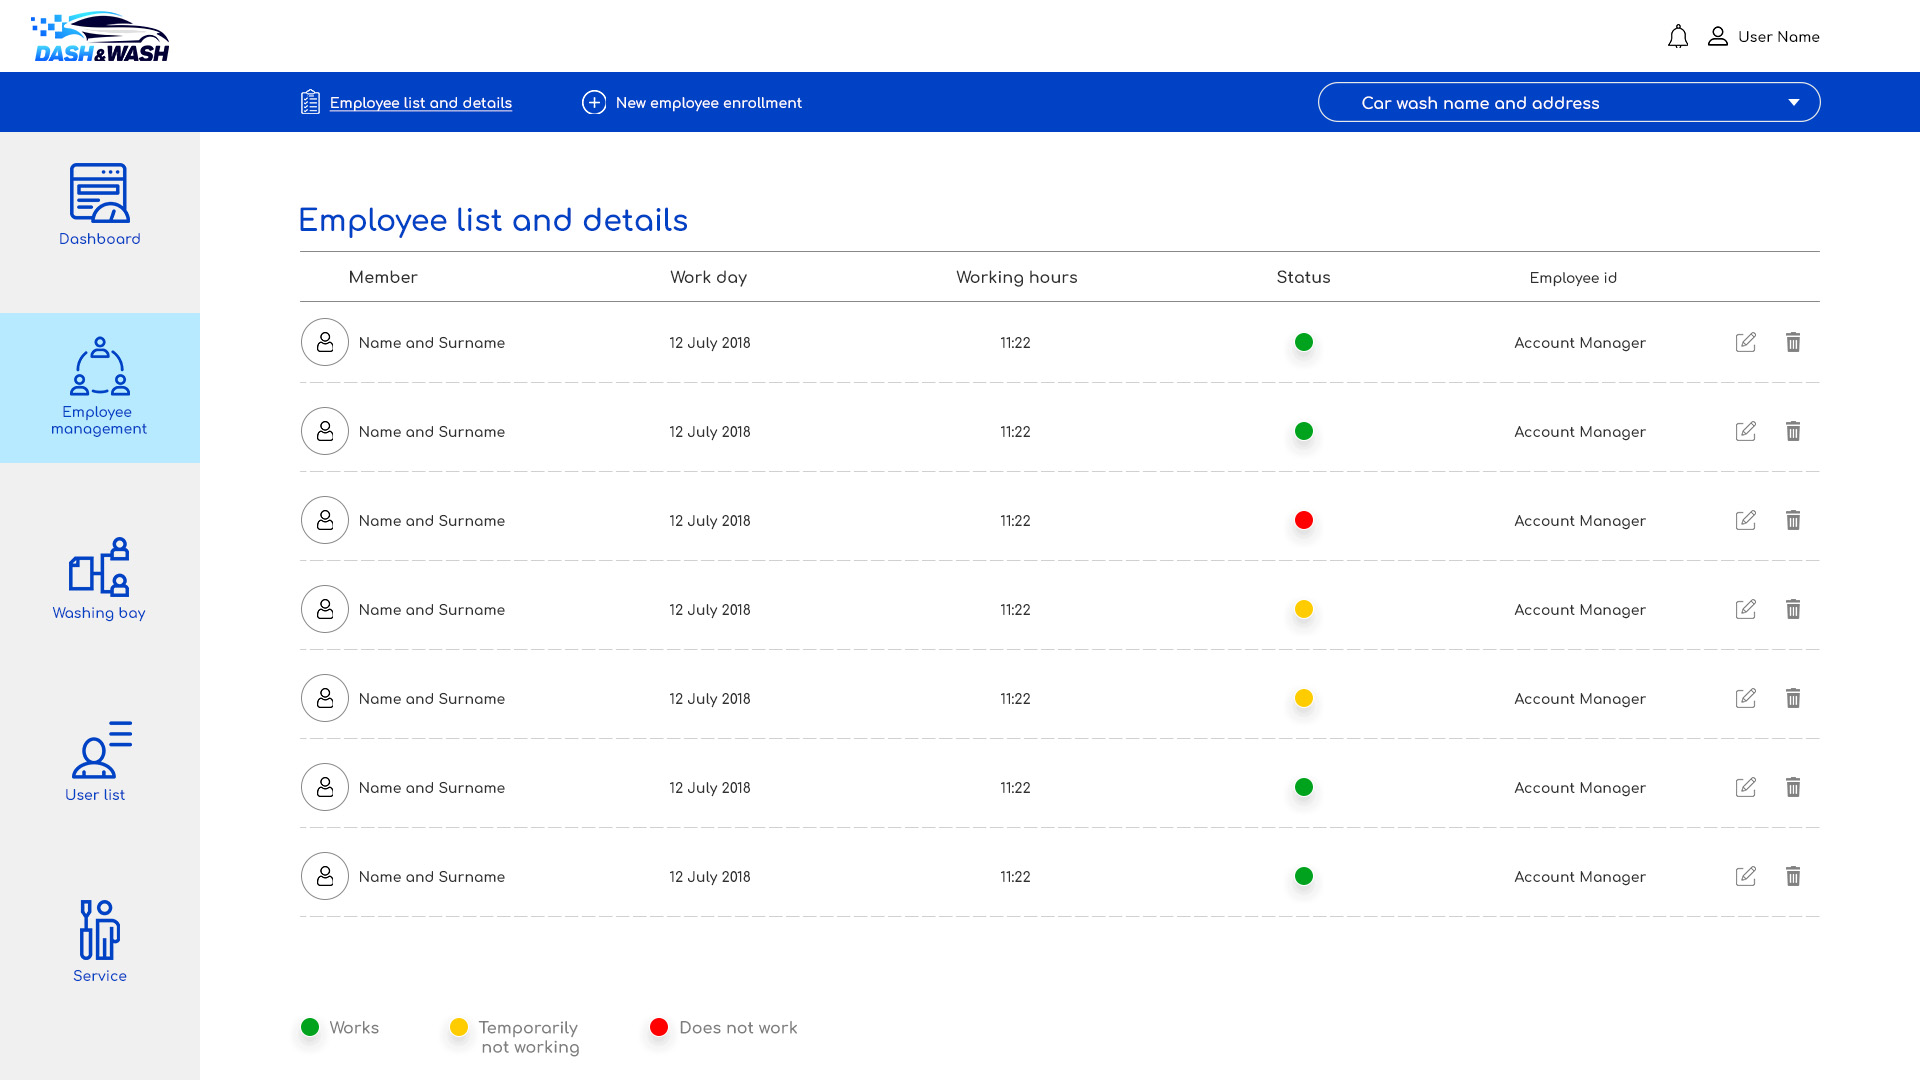 DASH&WASH
User Name
Employee list and details
New employee enrollment
Car wash name and address
Dashboard
Employee
management
Washing bay
User list
Service
Employee list and details
Member Work day Working hours Status Employee id
Name and Surname 12 July 2018 11:22 Account Manager
Name and Surname 12 July 2018 11:22 Account Manager
Name and Surname 12 July 2018 11:22 Account Manager
Name and Surname 12 July 2018 11:22 Account Manager
Name and Surname 12 July 2018 11:22 Account Manager
Name and Surname 12 July 2018 11:22 Account Manager
Name and Surname 12 July 2018 11:22 Account Manager
Works
Temporarily
not working
Does not work